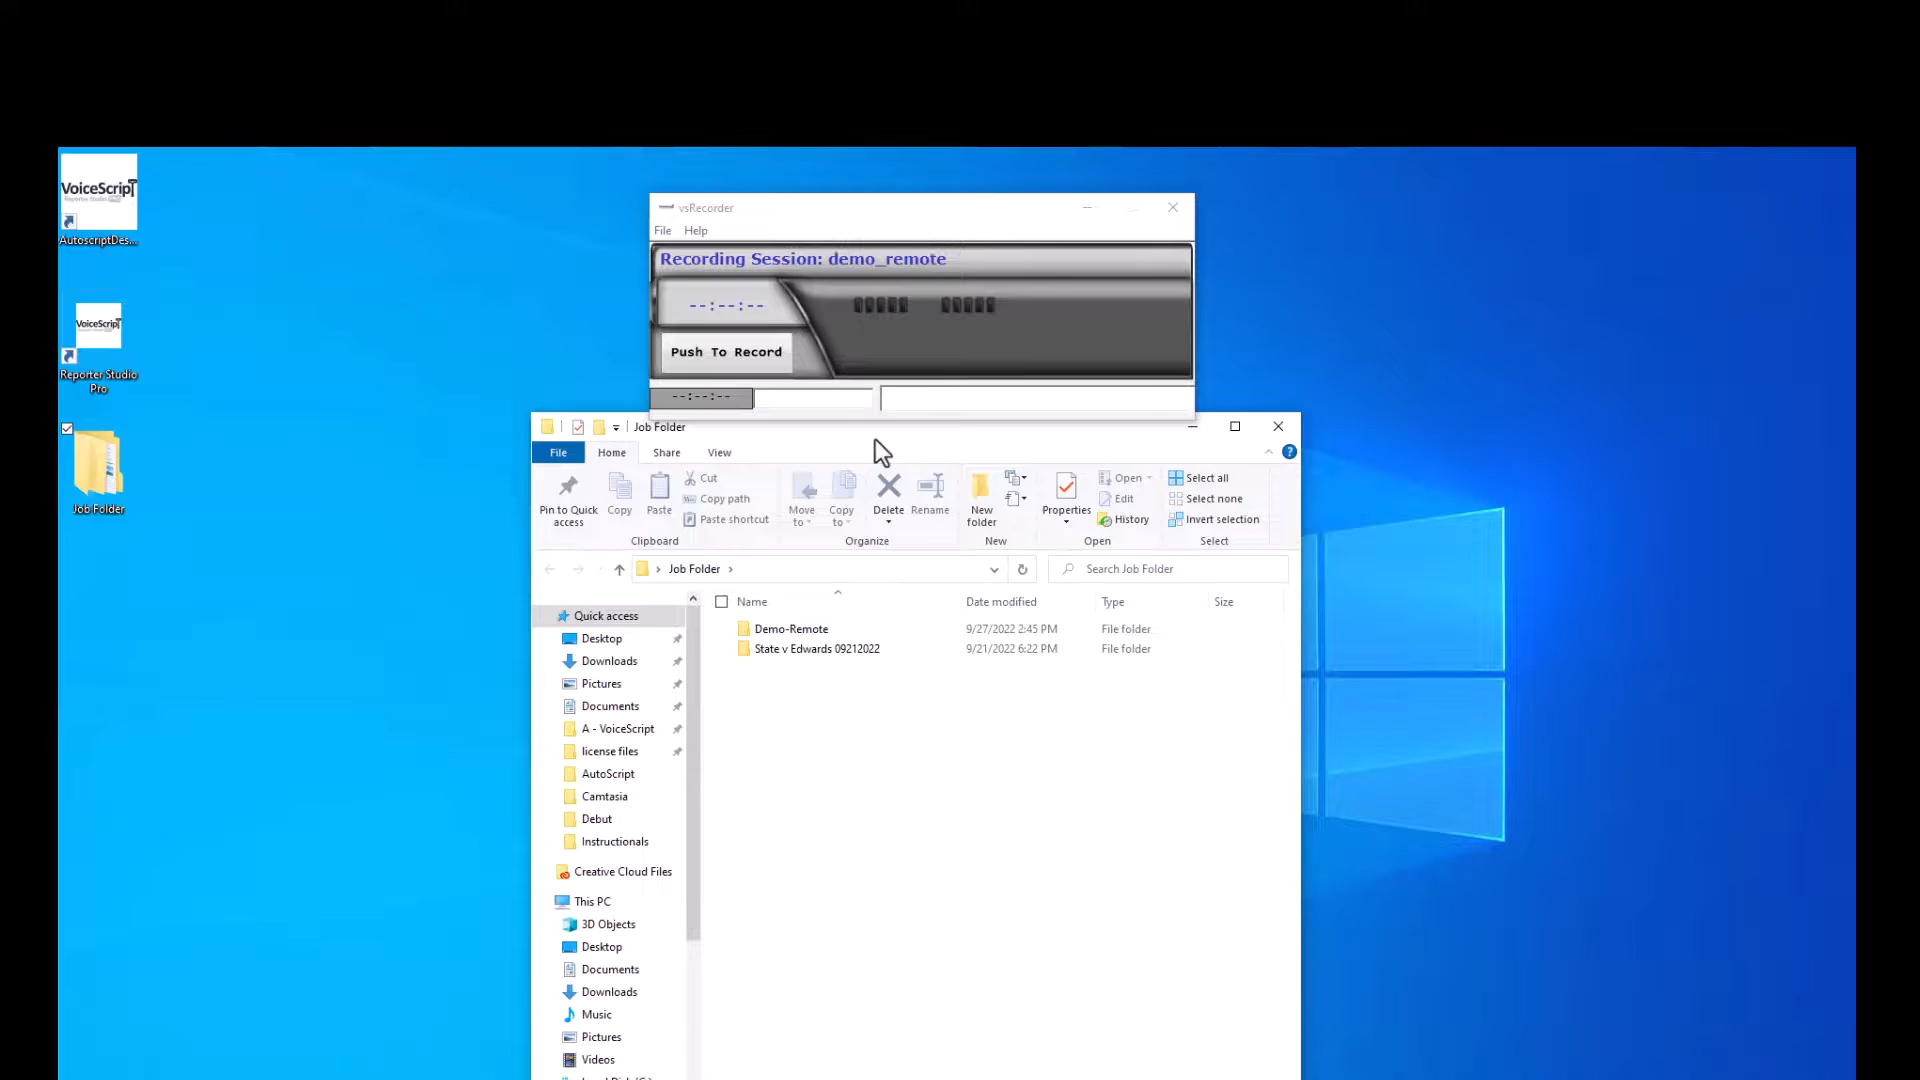 VoiceScript
Reporter Studio
AutoscriptDes...
VoiceScript
Reporter Studio
Pro
Job Folder
vsRecorder
File Help
Recording Session: demo_remote
--:--:--
Push To Record
--:--:--
Job Folder
File Home Share View
Pin to Quick access
Copy
Paste
Cut
Copy path
Paste shortcut
Clipboard
Move to
Copy to
Delete
Rename
Organize
New folder
New
Properties
Open
Edit
History
Open
Select all
Select none
Invert selection
Select
Job Folder
Search Job Folder
Name Date modified Type Size
Demo-Remote 9/27/2022 2:45 PM File folder
State v Edwards 09212022 9/21/2022 6:22 PM File folder
Quick access
Desktop
Downloads
Pictures
Documents
A - VoiceScript
license files
AutoScript
Camtasia
Debut
Instructionals
Creative Cloud Files
This PC
3D Objects
Desktop
Documents
Downloads
Music
Pictures
Videos